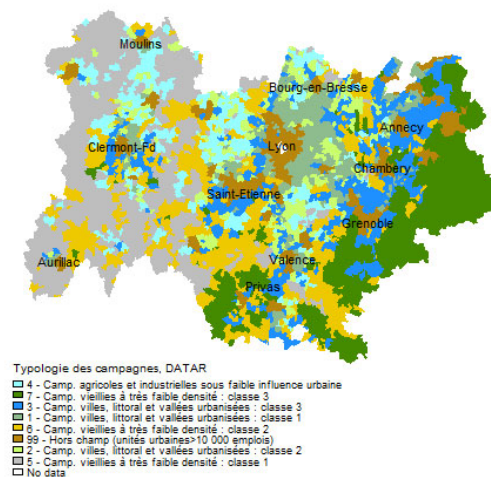 Moulins
Bourg-en-Bresse
Annecy
Clermont-Fd
Lyon
Chambéry
Saint-Etienne
Grenoble
Aurillac
Valence
Privas
Typologie des campagnes, DATAR
4 - Camp. agricoles et industrielles sous faible influence urbaine
7 - Camp. vieillies à très faible densité : classe 3
3 - Camp. villes, littoral et vallées urbanisées : classe 3
1 - Camp. villes, littoral et vallées urbanisées : classe 1
6 - Camp. vieillies à très faible densité : classe 2
99 - Hors champ (unités urbaines>10 000 emplois)
2 - Camp. villes, littoral et vallées urbanisées : classe 2
5 - Camp. vieillies à très faible densité : classe 1
No data